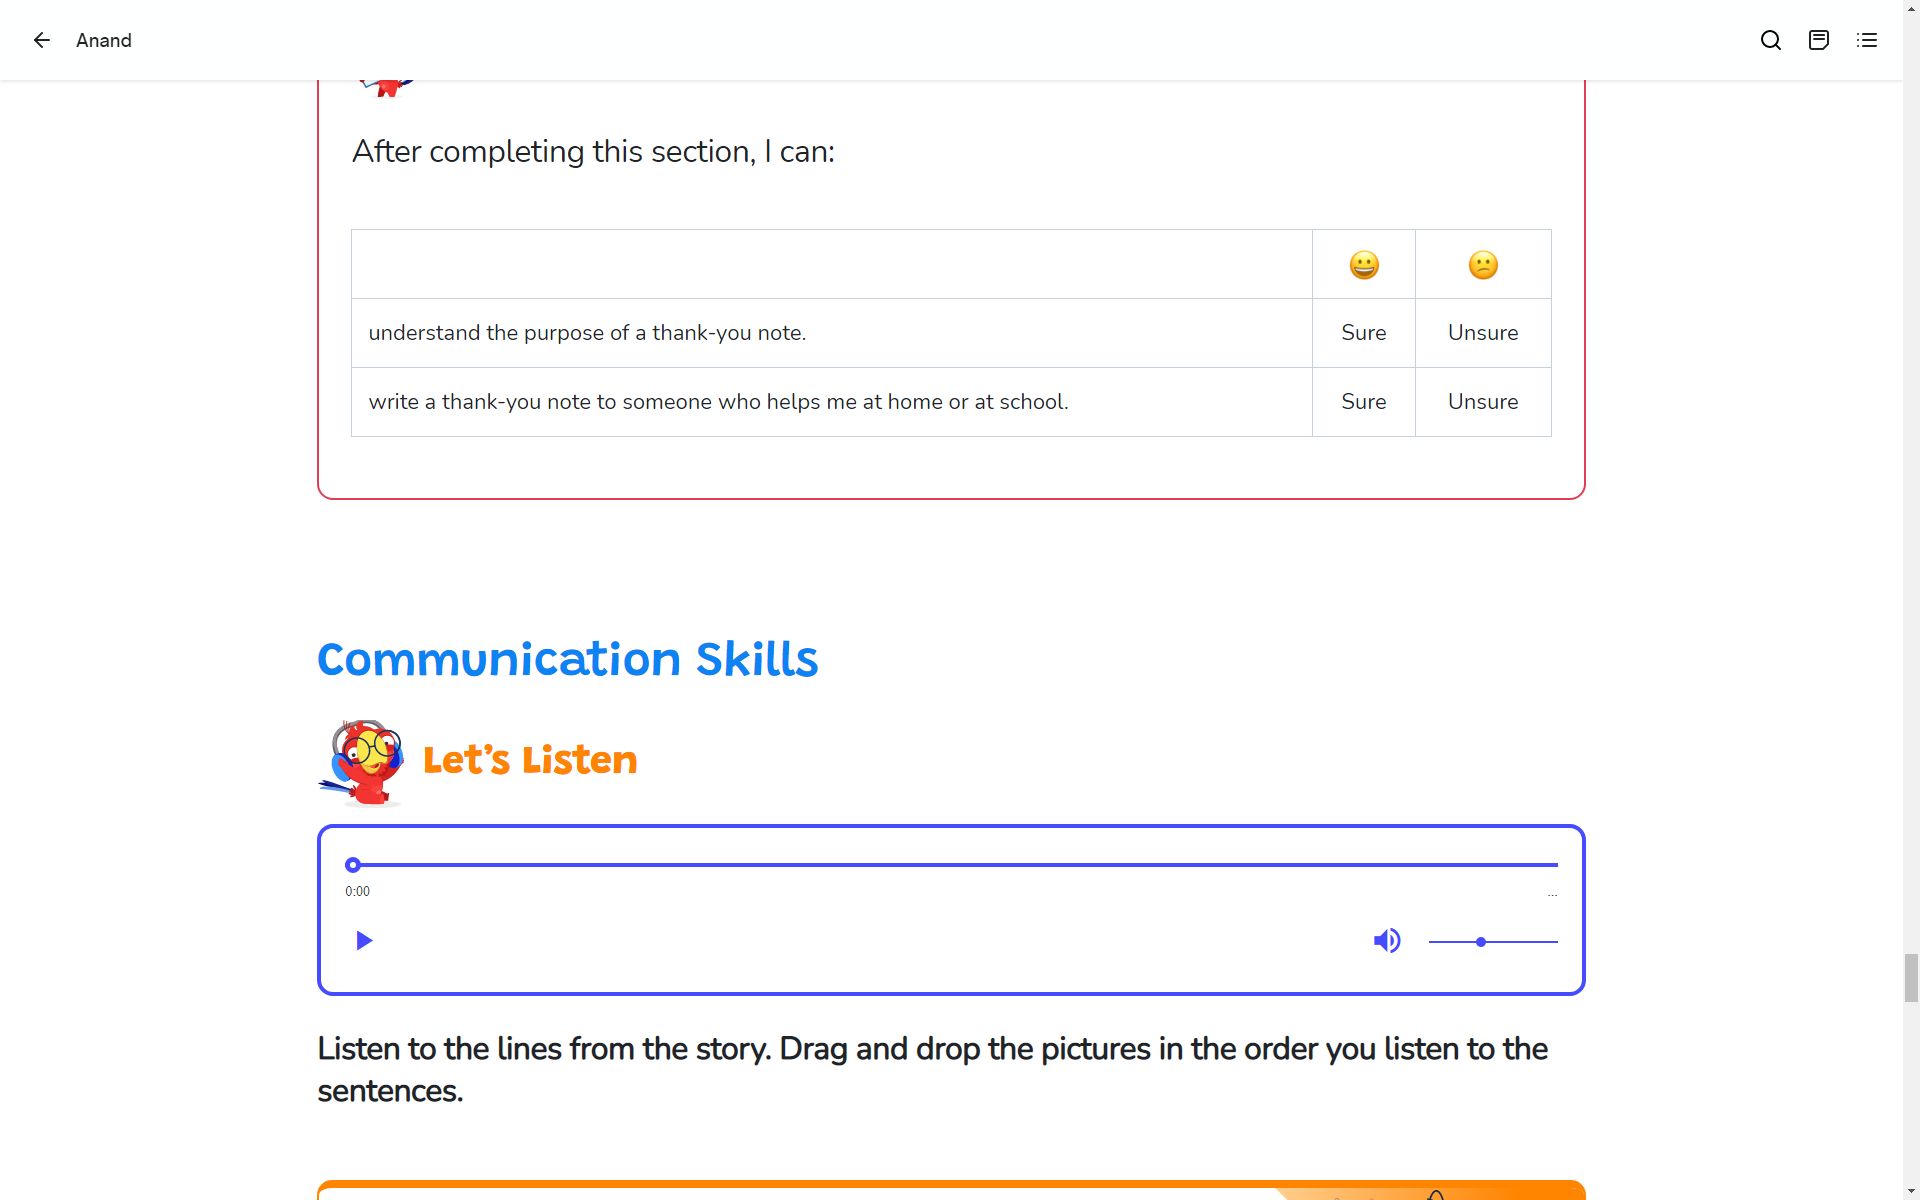 Anand
After completing this section, I can:
😀 😕
understand the purpose of a thank-you note. Sure Unsure
write a thank-you note to someone who helps me at home or at school. Sure Unsure
Communication Skills
Let's Listen
0:00 ...
Listen to the lines from the story. Drag and drop the pictures in the order you listen to the
sentences.